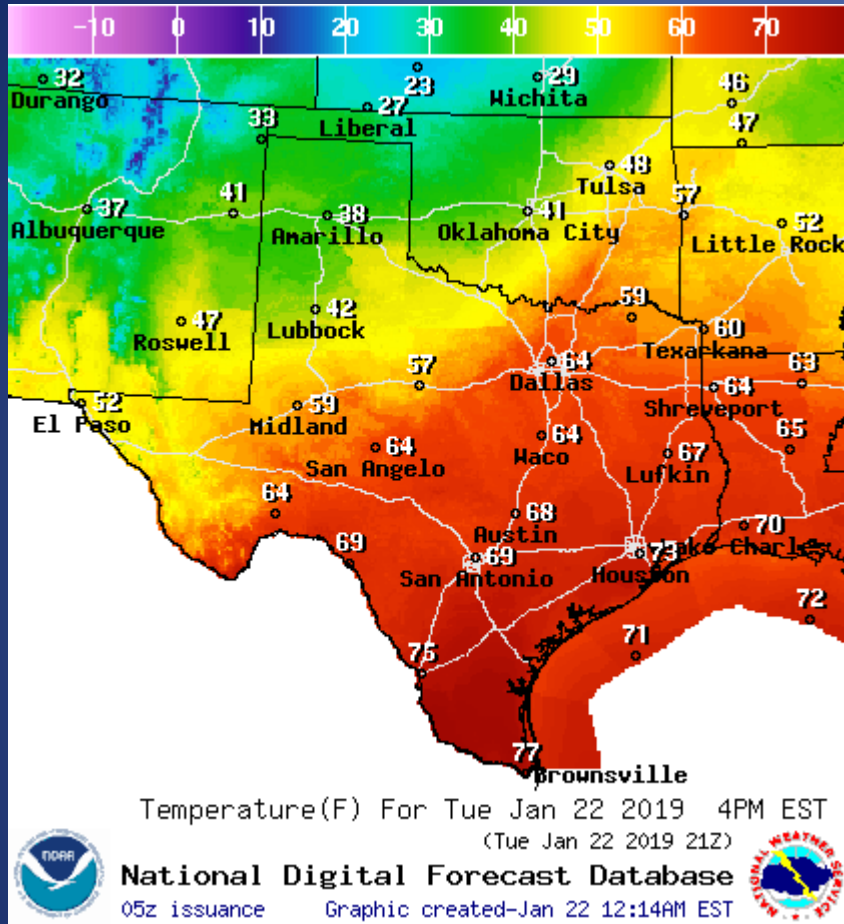 -10 0 10 20 30 40 50 60 70
32 23 29 46
Durango 27 Wichita
33 Liberal 47
48
Tulsa
37 41 38 41 57 52
Albuquerque Amarillo Oklahoma City Little Rock
47 42 59 60
Roswell Lubbock Texarkana
57 64 64 63
Dallas Shreveport
52 59
El Paso Midland
64 64 67 65
San Angelo Waco Lufkin
64 68 70
Austin
69 69 73 Lake Charles
San Antonio Houston
72
75 71
77
Brownsville
Temperature(F) For Tue Jan 22 2019 4PM EST
(Tue Jan 22 2019 21Z)
National Digital Forecast Database
05z issuance Graphic created-Jan 22 12:14AM EST
NOAA
NATIONAL WEATHER SERVICE